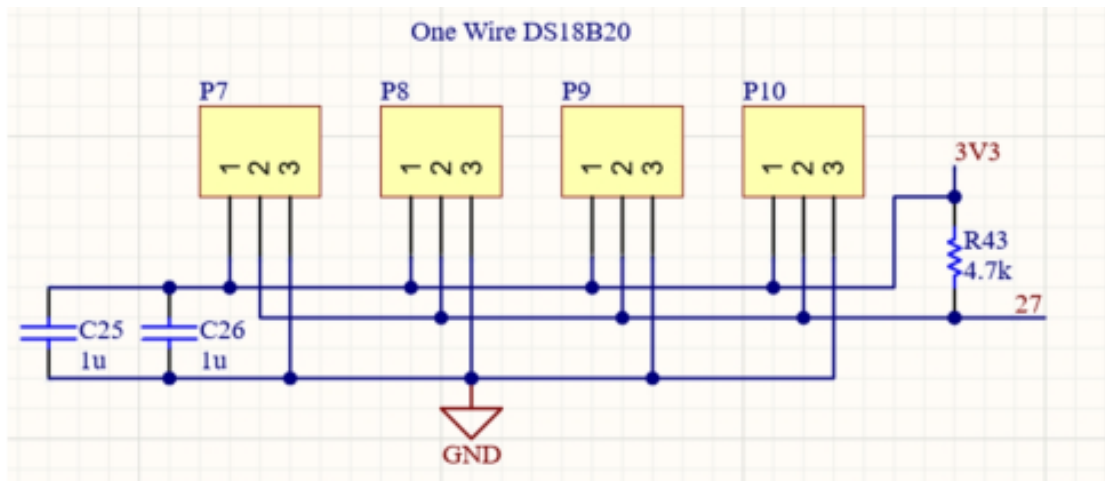 One Wire DS18B20
P7
P8
P9
P10
1 2 3
1 2 3
1 2 3
1 2 3
3V3
R43
4.7k
27
C25
1u
C26
1u
GND